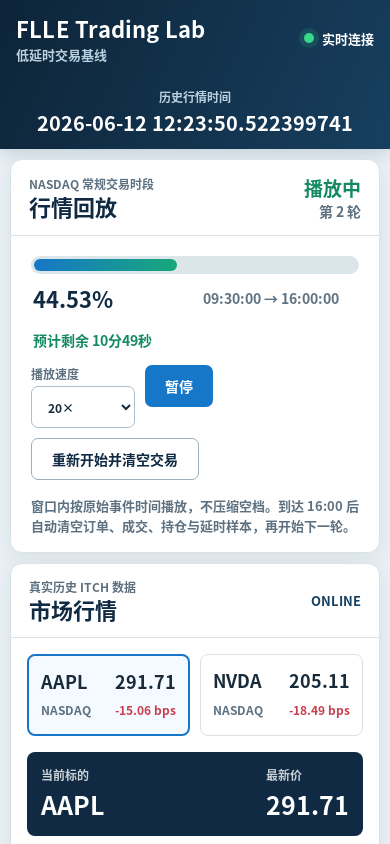 FLLE Trading Lab
低延时交易基线
实时连接
历史行情时间
2026-06-12 12:23:50.522399741
NASDAQ 常规交易时段
行情回放
播放中
第 2 轮
44.53%
09:30:00 → 16:00:00
预计剩余 10分49秒
播放速度
20×
暂停
重新开始并清空交易
窗口内按原始事件时间播放，不压缩空档。到达 16:00 后
自动清空订单、成交、持仓与延时样本，再开始下一轮。
真实历史 ITCH 数据
市场行情
ONLINE
AAPL 291.71
NASDAQ -15.06 bps
NVDA 205.11
NASDAQ -18.49 bps
当前标的
AAPL
最新价
291.71